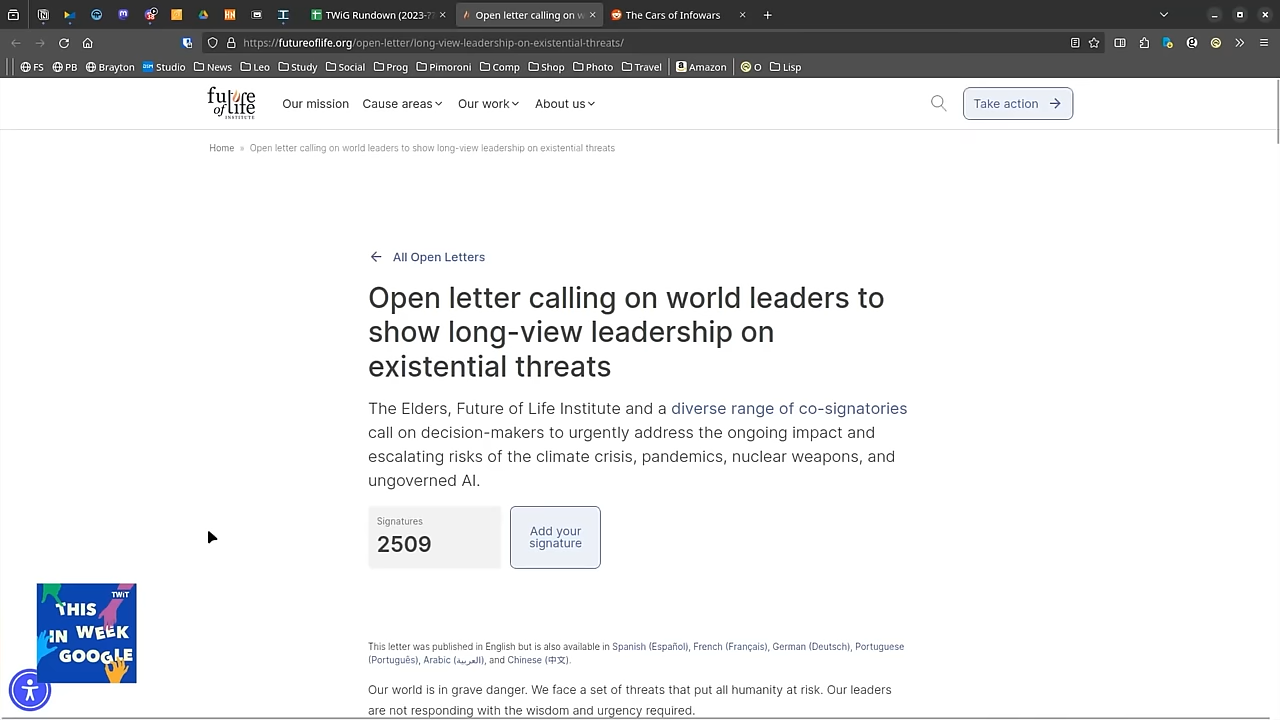 TWiG Rundown (2023-
Open letter calling on w
The Cars of Infowars
https://futureoflife.org/open-letter/long-view-leadership-on-existential-threats/
FS PB Brayton Studio News Leo Study Social Prog Pimoroni Comp Shop Photo Travel Amazon O Lisp
future of life INSTITUTE
Our mission Cause areas Our work About us
Take action
Home » Open letter calling on world leaders to show long-view leadership on existential threats
All Open Letters
Open letter calling on world leaders to
show long-view leadership on
existential threats
The Elders, Future of Life Institute and a diverse range of co-signatories
call on decision-makers to urgently address the ongoing impact and
escalating risks of the climate crisis, pandemics, nuclear weapons, and
ungoverned AI.
Signatures
2509
Add your
signature
TWiT
THIS
IN WEEK
GOOGLE
This letter was published in English but is also available in Spanish (Español), French (Français), German (Deutsch), Portuguese
(Português), Arabic (العربية), and Chinese (中文).
Our world is in grave danger. We face a set of threats that put all humanity at risk. Our leaders
are not responding with the wisdom and urgency required.